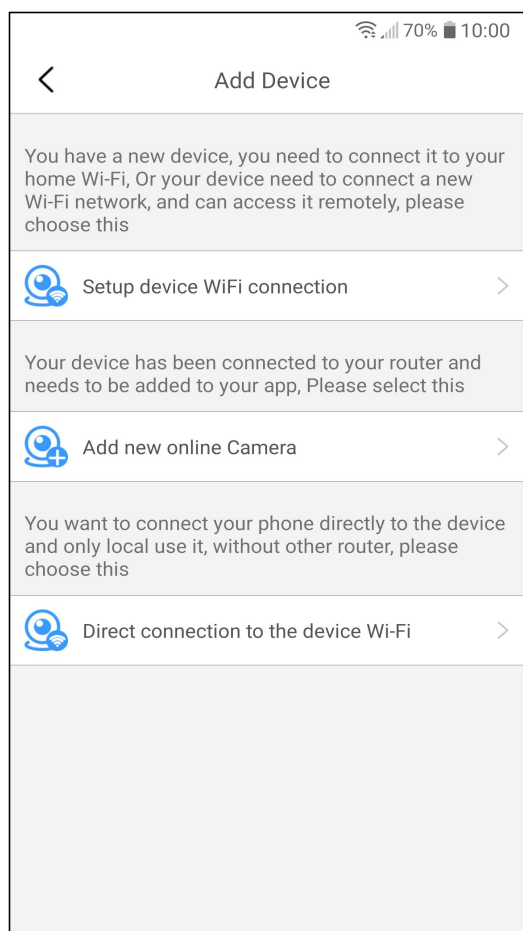 70% 10:00
Add Device
You have a new device, you need to connect it to your
home Wi-Fi, Or your device need to connect a new
Wi-Fi network, and can access it remotely, please
choose this
Setup device WiFi connection
Your device has been connected to your router and
needs to be added to your app, Please select this
Add new online Camera
You want to connect your phone directly to the device
and only local use it, without other router, please
choose this
Direct connection to the device Wi-Fi